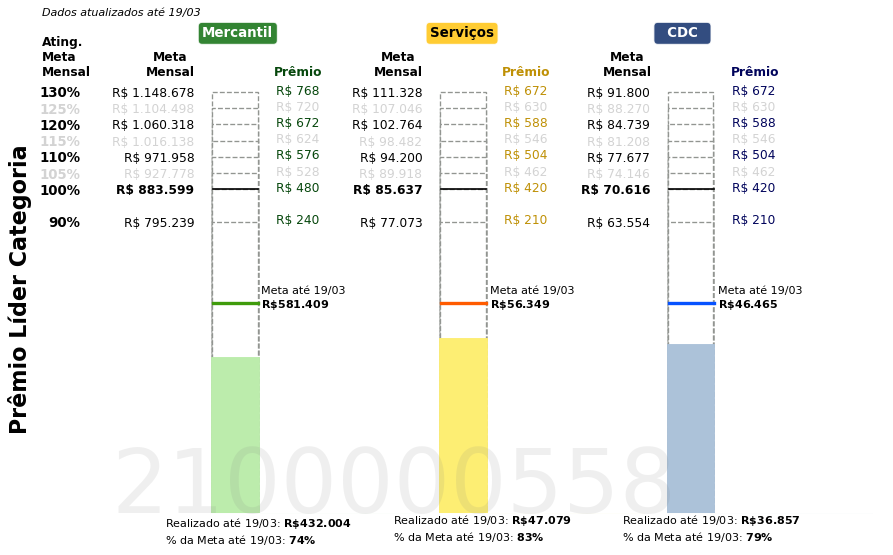 Dados atualizados até 19/03
Mercantil Serviços CDC
Ating. Meta Mensal
Meta Mensal Prêmio Meta Mensal Prêmio Meta Mensal Prêmio
130% R$ 1.148.678 R$ 768 R$ 111.328 R$ 672 R$ 91.800 R$ 672
125% R$ 1.104.498 R$ 720 R$ 107.046 R$ 630 R$ 88.270 R$ 630
120% R$ 1.060.318 R$ 672 R$ 102.764 R$ 588 R$ 84.739 R$ 588
115% R$ 1.016.138 R$ 624 R$ 98.482 R$ 546 R$ 81.208 R$ 546
110% R$ 971.958 R$ 576 R$ 94.200 R$ 504 R$ 77.677 R$ 504
105% R$ 927.778 R$ 528 R$ 89.918 R$ 462 R$ 74.146 R$ 462
100% R$ 883.599 R$ 480 R$ 85.637 R$ 420 R$ 70.616 R$ 420
90% R$ 795.239 R$ 240 R$ 77.073 R$ 210 R$ 63.554 R$ 210
Meta até 19/03 Meta até 19/03 Meta até 19/03
R$581.409 R$56.349 R$46.465
Prêmio Líder Categoria
2100000558
Realizado até 19/03: R$432.004 Realizado até 19/03: R$47.079 Realizado até 19/03: R$36.857
% da Meta até 19/03: 74% % da Meta até 19/03: 83% % da Meta até 19/03: 79%